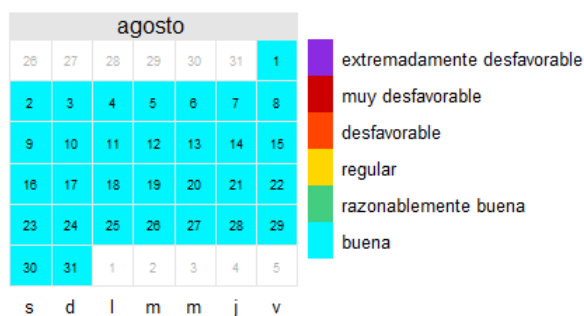 agosto
26 27 28 29 30 31 1
2 3 4 5 6 7 8
9 10 11 12 13 14 15
16 17 18 19 20 21 22
23 24 25 26 27 28 29
30 31 1 2 3 4 5
s d l m m j v
extremadamente desfavorable
muy desfavorable
desfavorable
regular
razonablemente buena
buena